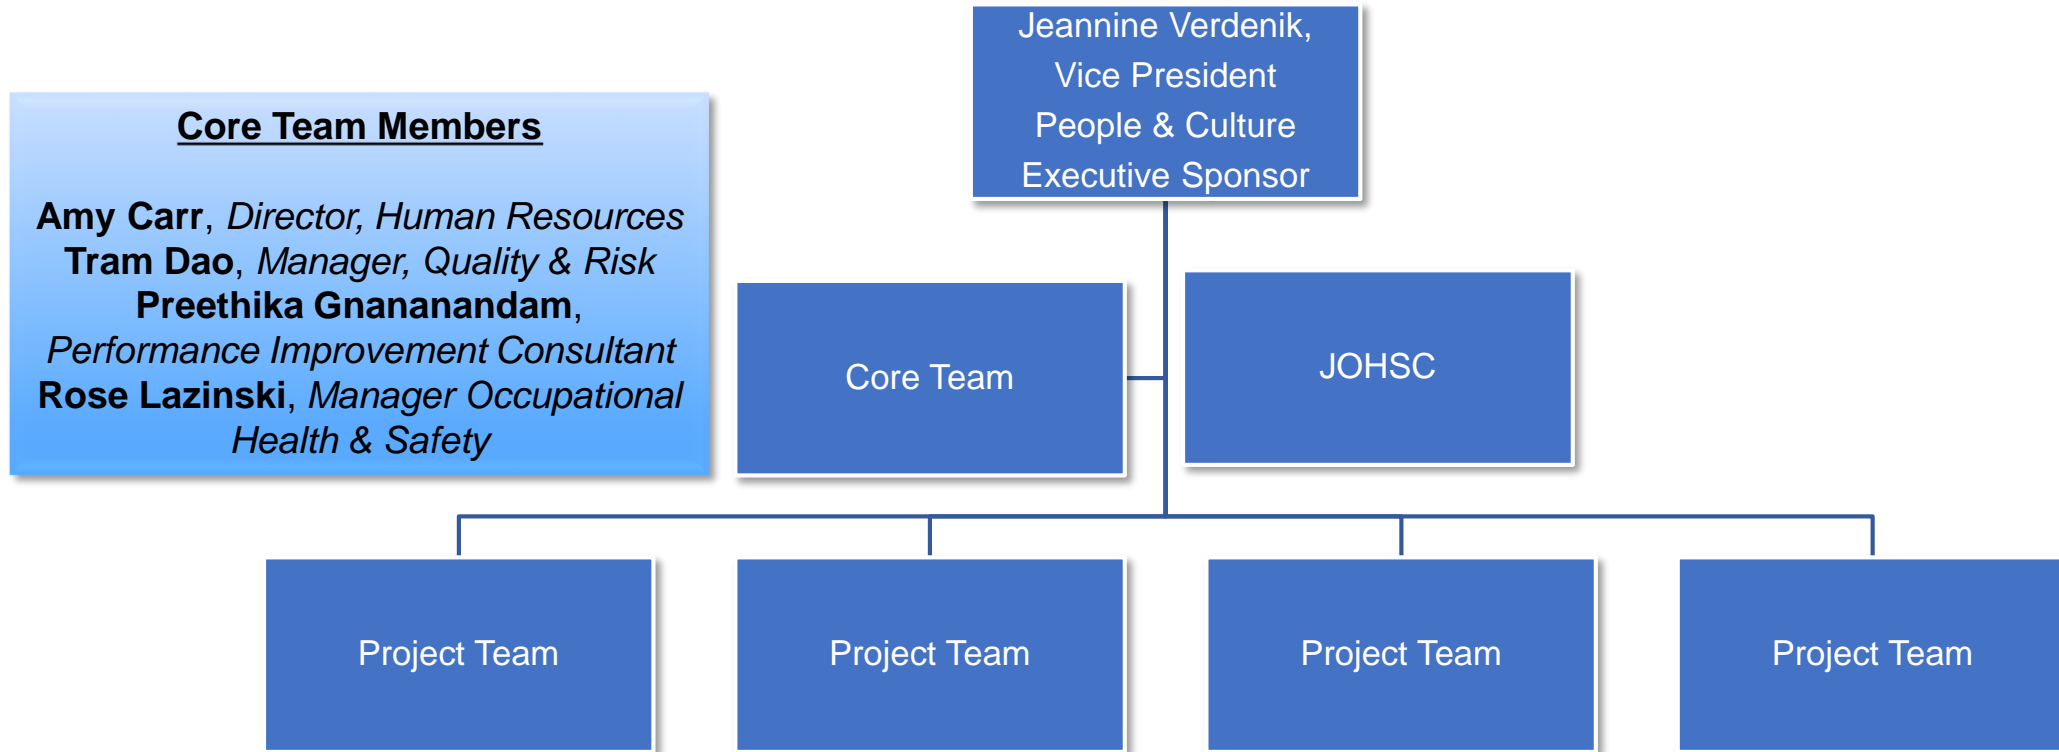 Jeannine Verdenik,
Vice President
People & Culture
Executive Sponsor
Core Team Members
Amy Carr, Director, Human Resources
Tram Dao, Manager, Quality & Risk
Preethika Gnananandam,
Performance Improvement Consultant
Rose Lazinski, Manager Occupational
Health & Safety
Core Team
JOHSC
Project Team
Project Team
Project Team
Project Team